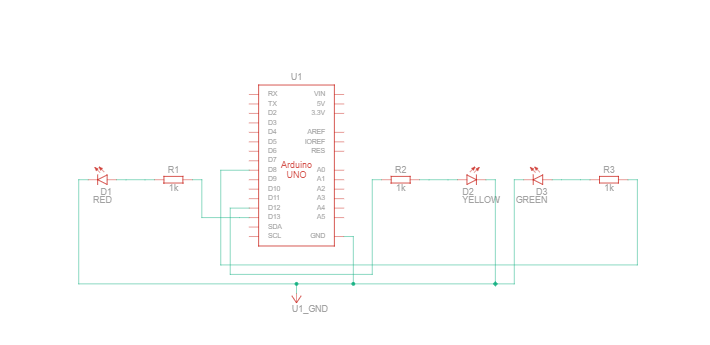 U1
RX
VIN
TX
5V
D2
3.3V
D3
D4
AREF
D5
IOREF
D6
RES
D7
Arduino
UNO
D8
A0
D9
A1
D10
A2
D11
A3
D12
A4
D13
A5
SDA
SCL
GND
D1
RED
R1
1k
R2
1k
D2
YELLOW
D3
GREEN
R3
1k
U1_GND